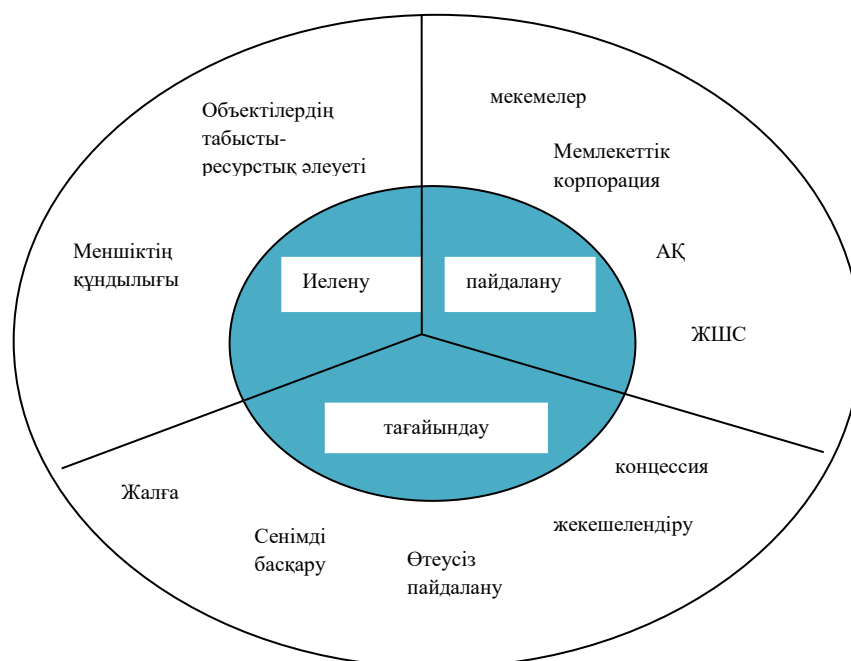 Объектілердің
табысты-
ресурстық әлеуеті
мекемелер
Мемлекеттік
корпорация
Меншіктің
құндылығы
АҚ
Иелену
пайдалану
ЖШС
тағайындау
концессия
Жалға
жекешелендіру
Сенімді
басқару
Өтеусіз
пайдалану